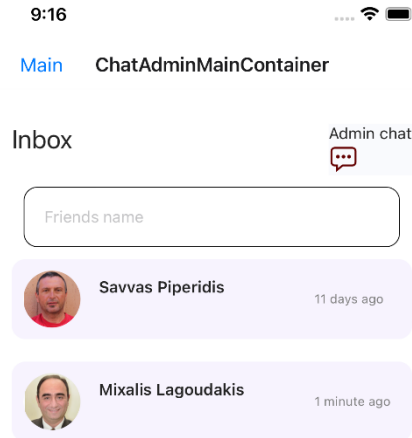 9:16
Main ChatAdminMainContainer
Inbox
Admin chat
Friends name
Savvas Piperidis
11 days ago
Mixalis Lagoudakis
1 minute ago